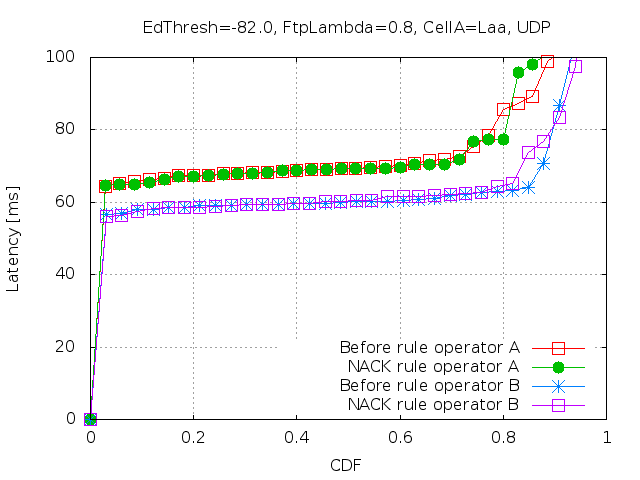 EdThresh=-82.0, FtpLambda=0.8, CellA=Laa, UDP
100
80
60
40
20
0
Latency [ms]
Before rule operator A
NACK rule operator A
Before rule operator B
NACK rule operator B
0 0.2 0.4 0.6 0.8 1
CDF